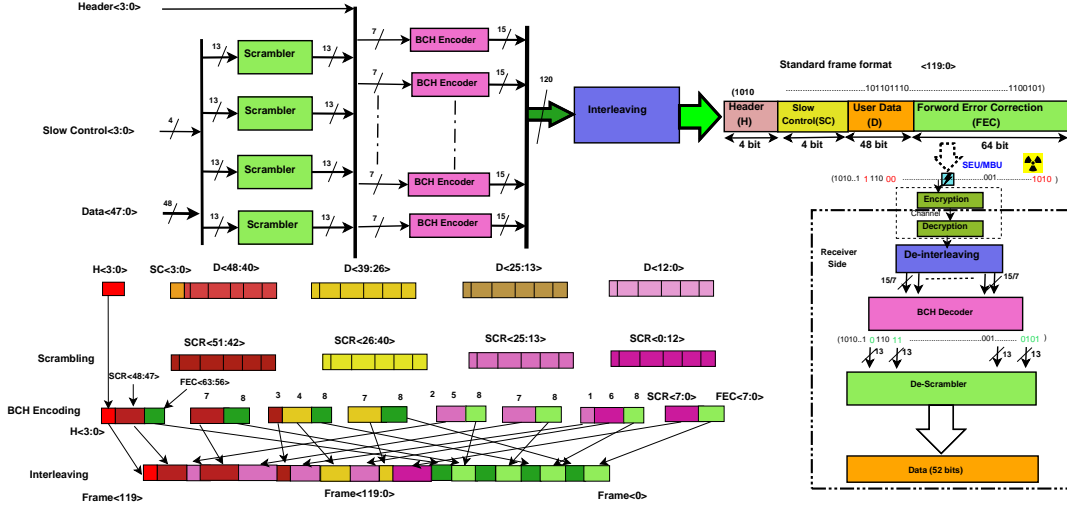 Header<3:0>
Slow Control<3:0>
4
Data<47:0>
48
13
Scrambler
13
13
Scrambler
13
13
Scrambler
13
13
Scrambler
13
7
BCH Encoder
15
7
BCH Encoder
15
7
BCH Encoder
15
7
BCH Encoder
15
120
Interleaving
Standard frame format <119:0>
(1010 ........................101101110 ....................1100101)
Header
(H)
Slow
Control(SC)
User Data
(D)
Forword Error Correction
(FEC)
4 bit
4 bit
48 bit
64 bit
SEU/MBU
(1010..1 1 110 00 ..............15......001 ..........1010 )
Encryption
Channel
Decryption
Receiver
Side
De-interleaving
15/7
15/7
BCH Decoder
(1010..1 0 110 11 ..........................001 ..........0101 )
13
13
13
13
De-Scrambler
Data (52 bits)
H<3:0>
SC<3:0>
D<48:40>
D<39:26>
D<25:13>
D<12:0>
Scrambling
SCR<51:42>
SCR<26:40>
SCR<25:13>
SCR<0:12>
SCR<48:47>
FEC<63:56>
BCH Encoding
7
8
3
4
8
7
8
2
5
8
7
8
1
6
8
SCR<7:0>
FEC<7:0>
H<3:0>
Interleaving
Frame<119>
Frame<119:0>
Frame<0>